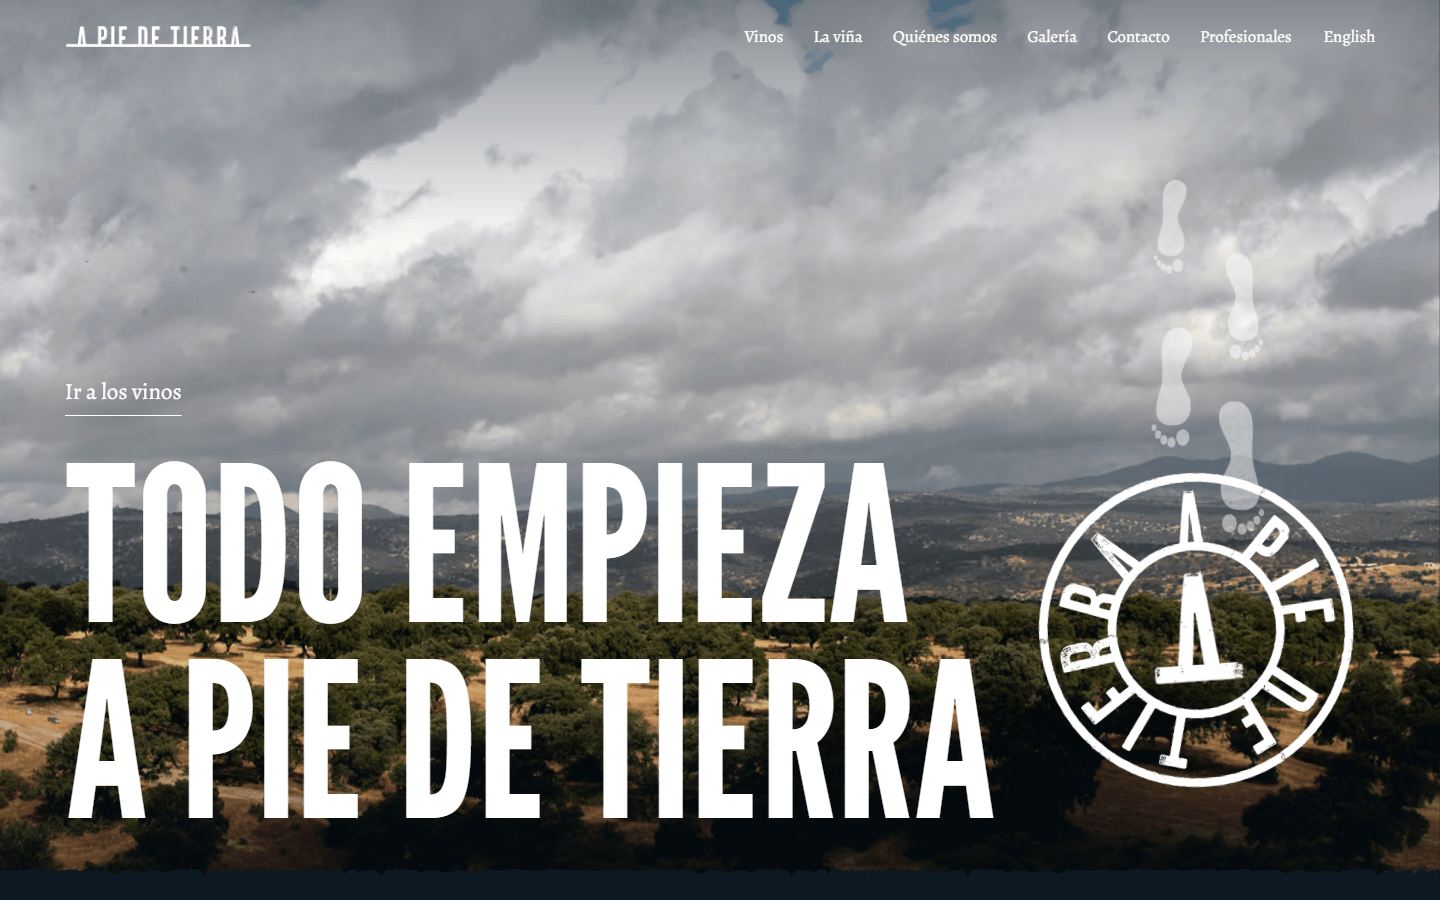 A PIE DE TIERRA
Vinos La viña Quiénes somos Galería Contacto Profesionales English
Ir a los vinos
TODO EMPIEZA
A PIE DE TIERRA
A PIE DE TIERRA
A